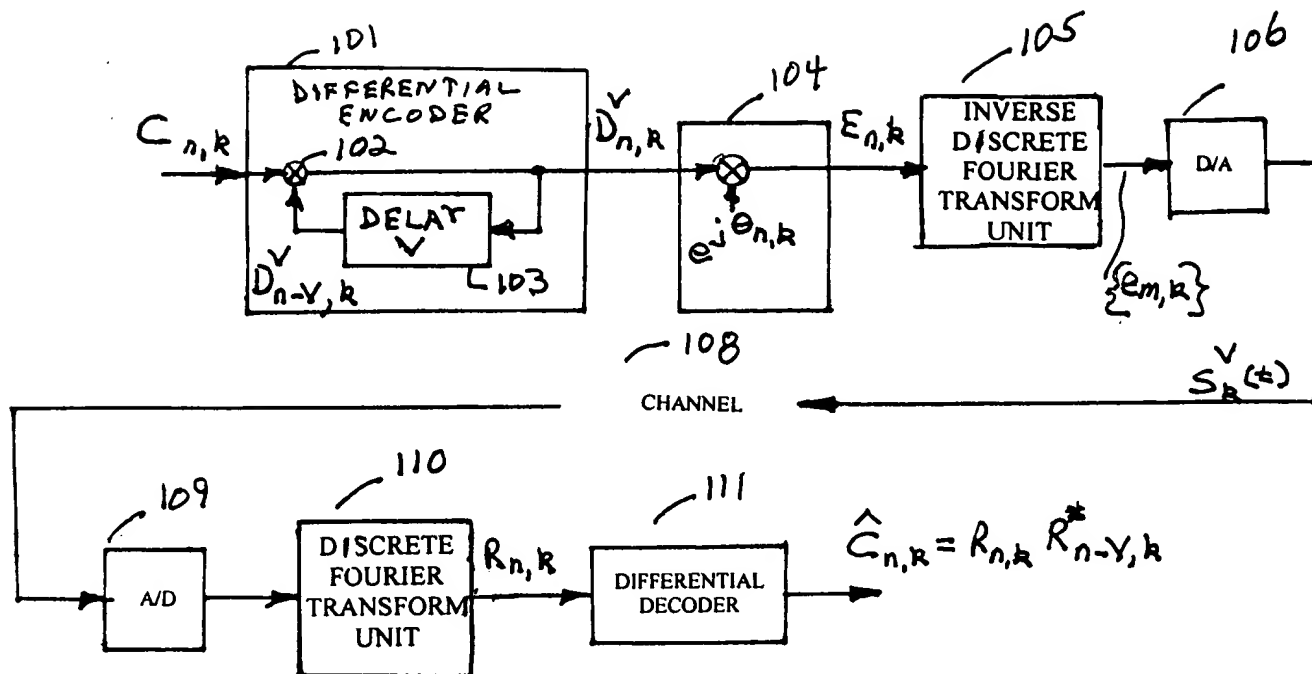 101
105
106
DIFFERENTIAL
ENCODER
104
C n,k
102
D^v n,k
E n,k
INVERSE
DISCRETE
FOURIER
TRANSFORM
UNIT
D/A
DELAY
v
e^jθn,k
D^v n-v,k
103
{e m,k}
108
CHANNEL
S^v k(t)
109
110
111
A/D
DISCRETE
FOURIER
TRANSFORM
UNIT
R n,k
DIFFERENTIAL
DECODER
Ĉ n,k = R n,k R* n-v,k